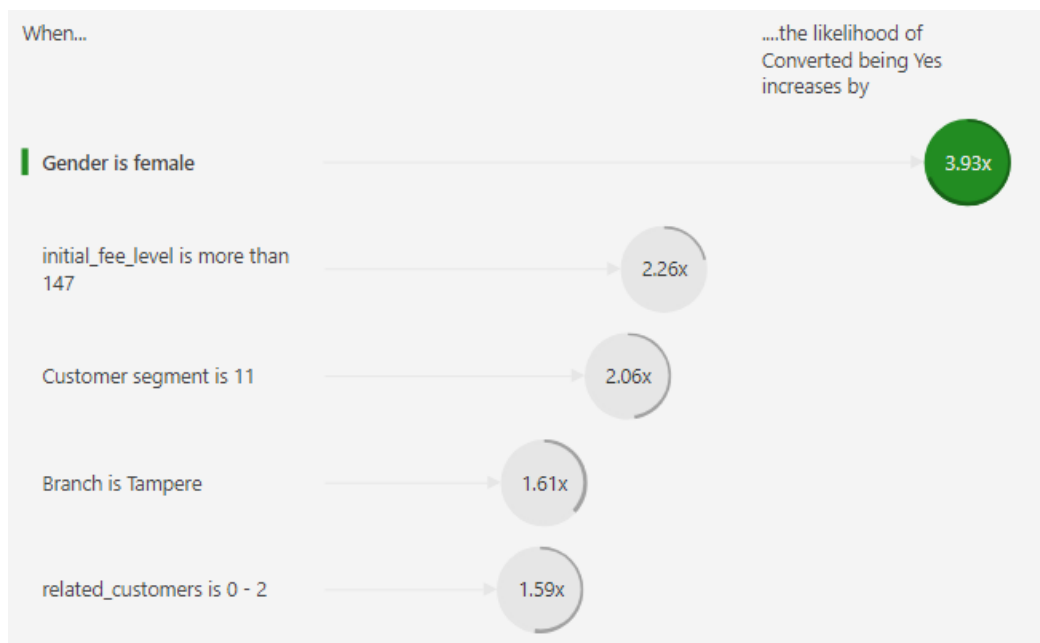 When...
....the likelihood of
Converted being Yes
increases by
Gender is female
3.93x
initial_fee_level is more than
147
2.26x
Customer segment is 11
2.06x
Branch is Tampere
1.61x
related_customers is 0 - 2
1.59x